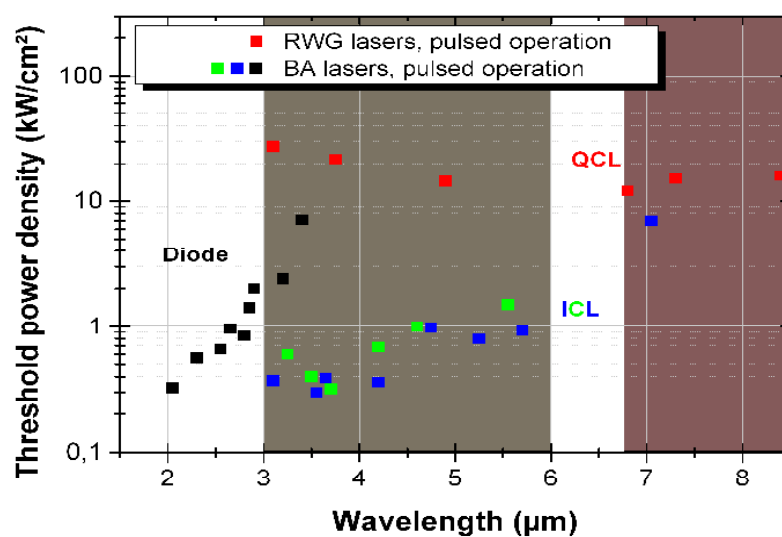 RWG lasers, pulsed operation
BA lasers, pulsed operation
Threshold power density (kW/cm²)
100
10
1
0,1
QCL
Diode
ICL
2 3 4 5 6 7 8
Wavelength (µm)